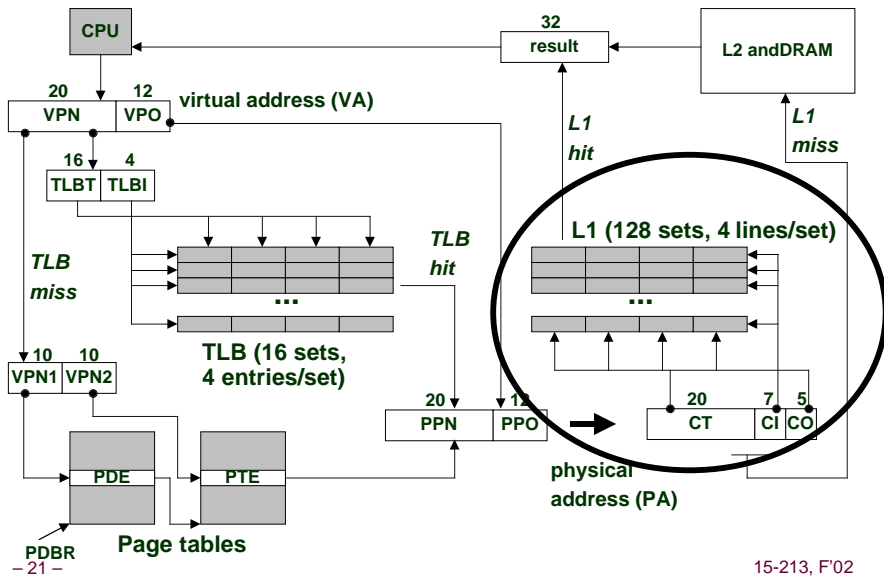 CPU
32
result
L2 andDRAM
20
12
virtual address (VA)
VPN
VPO
L1
hit
L1
miss
16
4
TLBT
TLBI
TLB
hit
L1 (128 sets, 4 lines/set)
TLB
miss
...
...
TLB (16 sets,
4 entries/set)
10
10
VPN1
VPN2
20
12
PPN
PPO
20
7
5
CT
CI
CO
physical
address (PA)
PDE
PTE
PDBR
Page tables
– 21 –
15-213, F'02